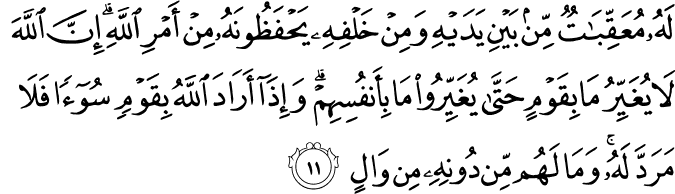 لَهُۥ مُعَقِّبَـٰتٌ مِّنۢ بَيْنِ يَدَيْهِ وَمِنْ خَلْفِهِۦ يَحْفَظُونَهُۥ مِنْ أَمْرِ ٱللَّهِ ۗ إِنَّ ٱللَّهَ
لَا يُغَيِّرُ مَا بِقَوْمٍ حَتَّىٰ يُغَيِّرُوا۟ مَا بِأَنفُسِهِمْ ۗ وَإِذَآ أَرَادَ ٱللَّهُ بِقَوْمٍ سُوٓءًا فَلَا
مَرَدَّ لَهُۥ ۚ وَمَا لَهُم مِّن دُونِهِۦ مِن وَالٍ ١١